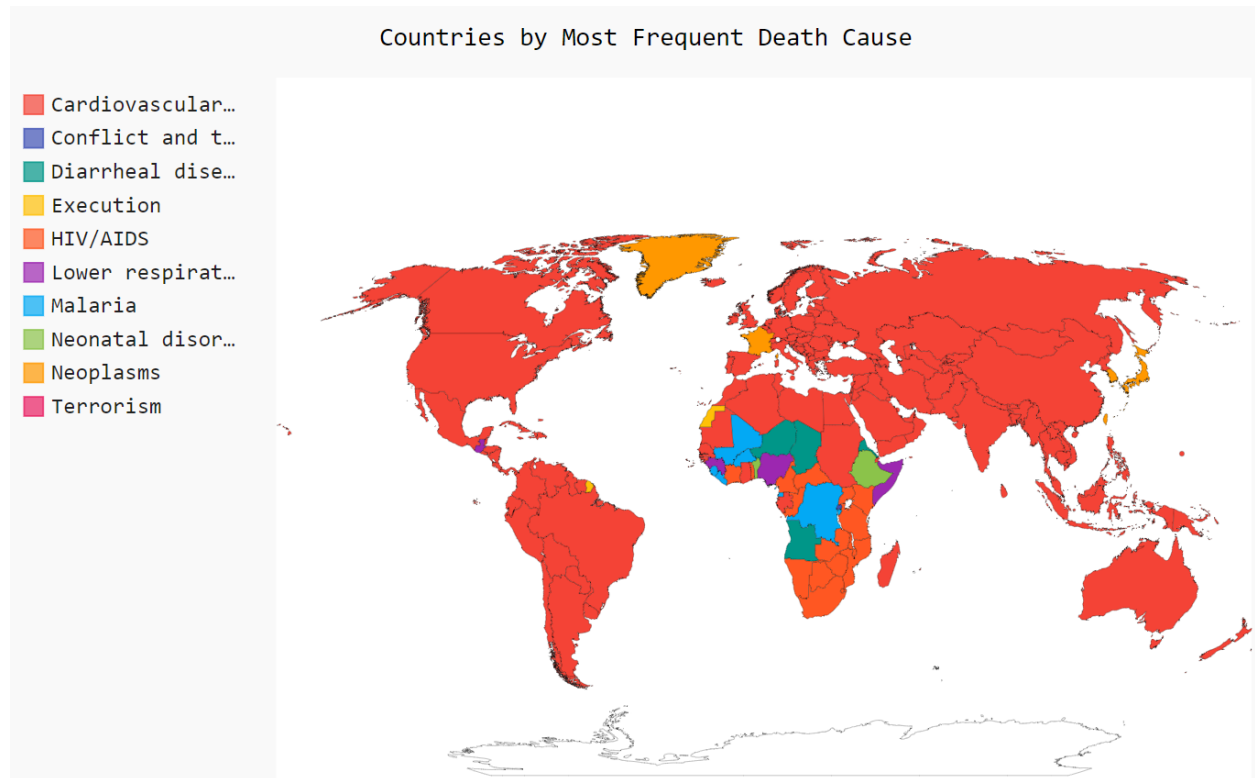 Countries by Most Frequent Death Cause
Cardiovascular…
Conflict and t…
Diarrheal dise…
Execution
HIV/AIDS
Lower respirat…
Malaria
Neonatal disor…
Neoplasms
Terrorism